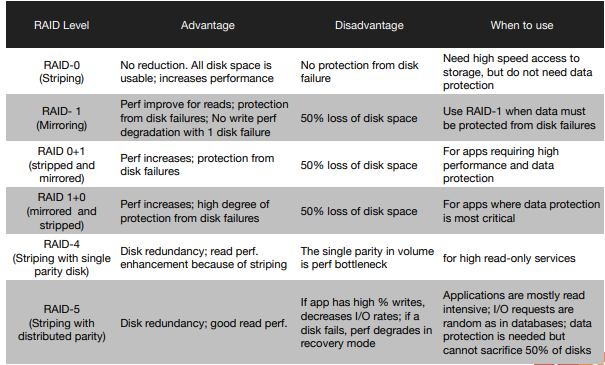 RAID Level Advantage Disadvantage When to use
RAID-0
(Striping)
No reduction. All disk space is
usable; increases performance
No protection from disk
failure
Need high speed access to
storage, but do not need data
protection
RAID- 1
(Mirroring)
Perf improve for reads; protection
from disk failures; No write perf
degradation with 1 disk failure
50% loss of disk space
Use RAID-1 when data must
be protected from disk failures
RAID 0+1
(stripped and
mirrored)
Perf increases; protection from
disk failures
50% loss of disk space
For apps requiring high
performance and data
protection
RAID 1+0
(mirrored and
stripped)
Perf increases; high degree of
protection from disk failures
50% loss of disk space
For apps where data protection
is most critical
RAID-4
(Striping with single
parity disk)
Disk redundancy; read perf.
enhancement because of striping
The single parity in volume
is perf bottleneck
for high read-only services
RAID-5
(Striping with
distributed parity)
Disk redundancy; good read perf.
If app has high % writes,
decreases I/O rates; if a
disk fails, perf degrades in
recovery mode
Applications are mostly read
intensive; I/O requests are
random as in databases; data
protection is needed but
cannot sacrifice 50% of disks